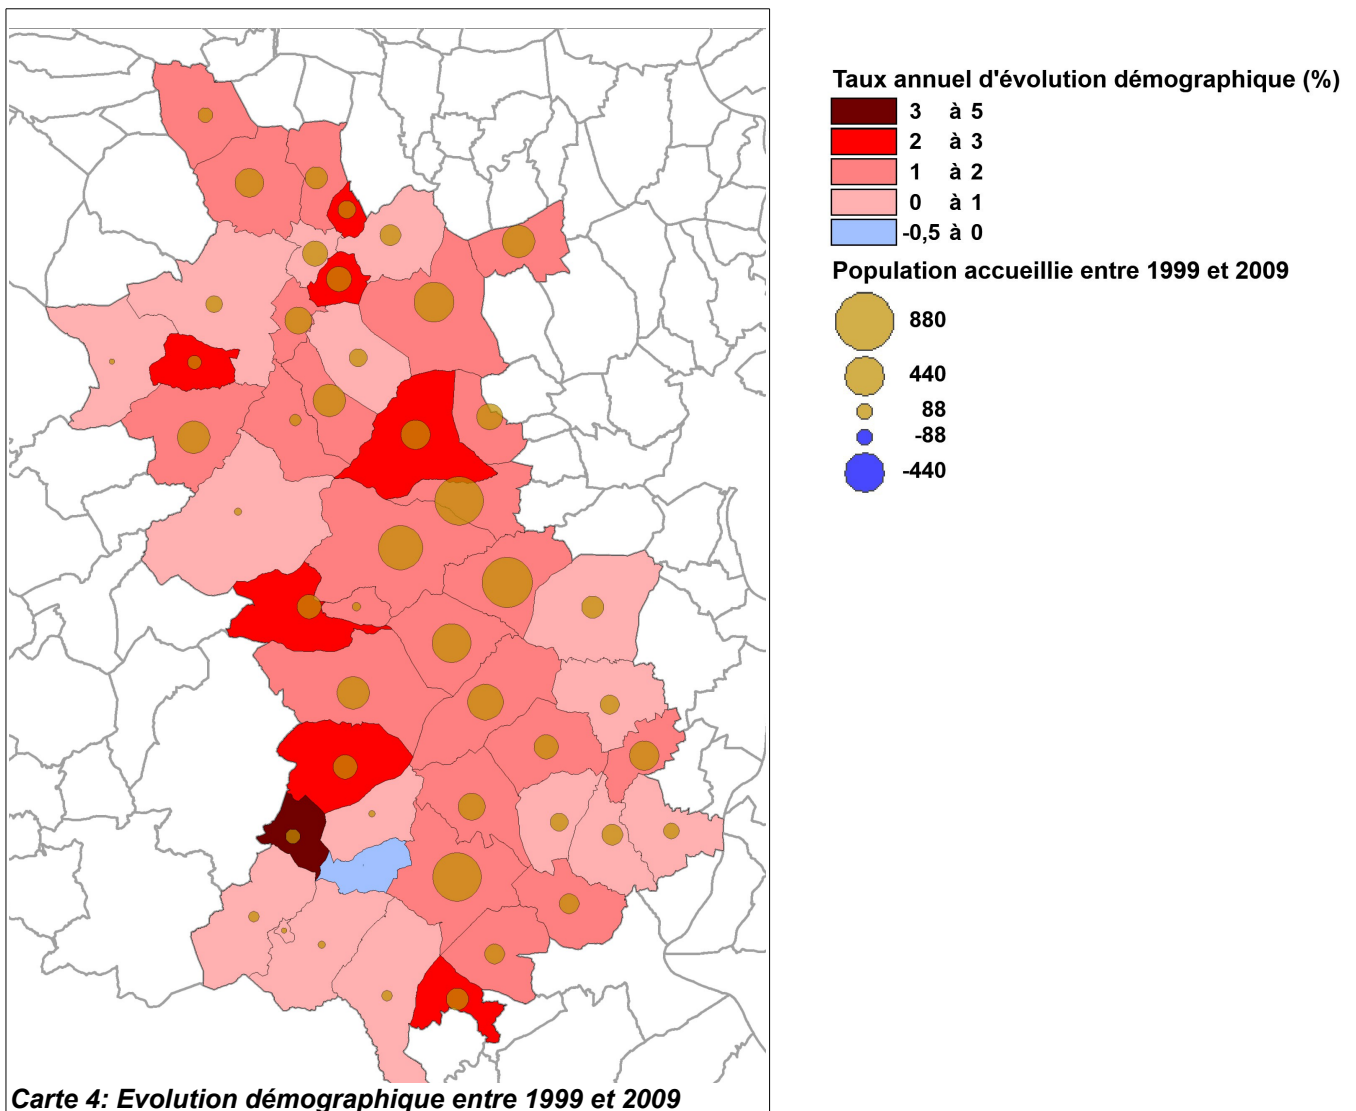 Taux annuel d'évolution démographique (%)
3 à 5
2 à 3
1 à 2
0 à 1
-0,5 à 0
Population accueillie entre 1999 et 2009
880
440
88
-88
-440
Carte 4: Evolution démographique entre 1999 et 2009